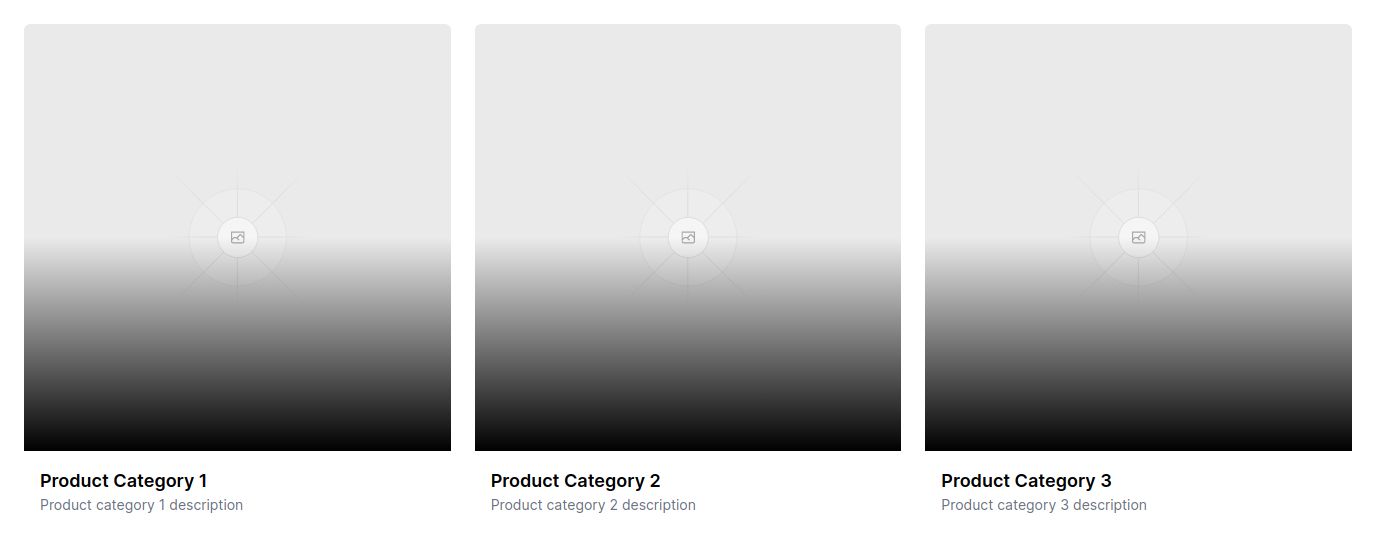 Product Category 1
Product category 1 description
Product Category 2
Product category 2 description
Product Category 3
Product category 3 description